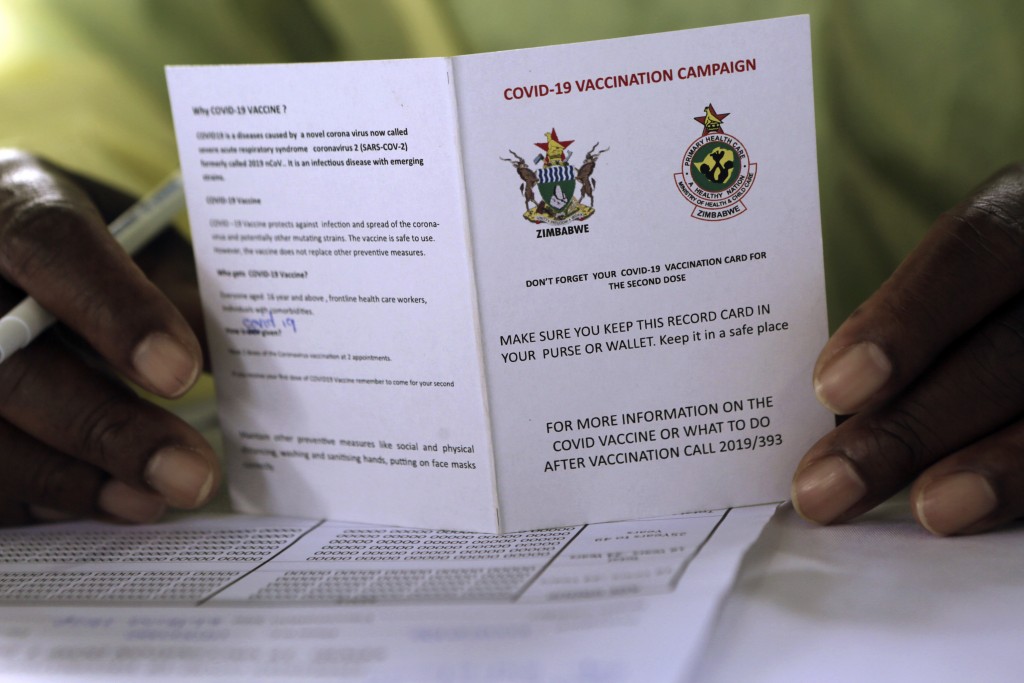 Why COVID-19 VACCINE ?
COVID19 is a diseases caused by a novel corona virus now called
severe acute respiratory syndrome coronavirus 2 (SARS-COV-2)
formerly called 2019 nCoV . It is an infectious disease with emerging
strains.
COVID-19 Vaccine
COVID -19 Vaccine protects against infection and spread of the corona-
virus and potentially other mutating strains. The vaccine is safe to use.
However, the vaccine does not replace other preventive measures.
Who gets COVID-19 Vaccine?
Everyone aged 16 year and above , frontline health care workers,
individuals with comorbidities.
covid 19
given?
doses of the Coronavirus vaccination at 2 appointments.
your first dose of COVID19 Vaccine remember to come for your second
Maintain other preventive measures like social and physical
distancing, washing and sanitising hands, putting on face masks
correctly.
COVID-19 VACCINATION CAMPAIGN
ZIMBABWE
PRIMARY HEALTH CARE
A HEALTHY NATION
MINISTRY OF HEALTH & CHILD CARE
ZIMBABWE
DON'T FORGET YOUR COVID-19 VACCINATION CARD FOR
THE SECOND DOSE
MAKE SURE YOU KEEP THIS RECORD CARD IN
YOUR PURSE OR WALLET. Keep it in a safe place
FOR MORE INFORMATION ON THE
COVID VACCINE OR WHAT TO DO
AFTER VACCINATION CALL 2019/393